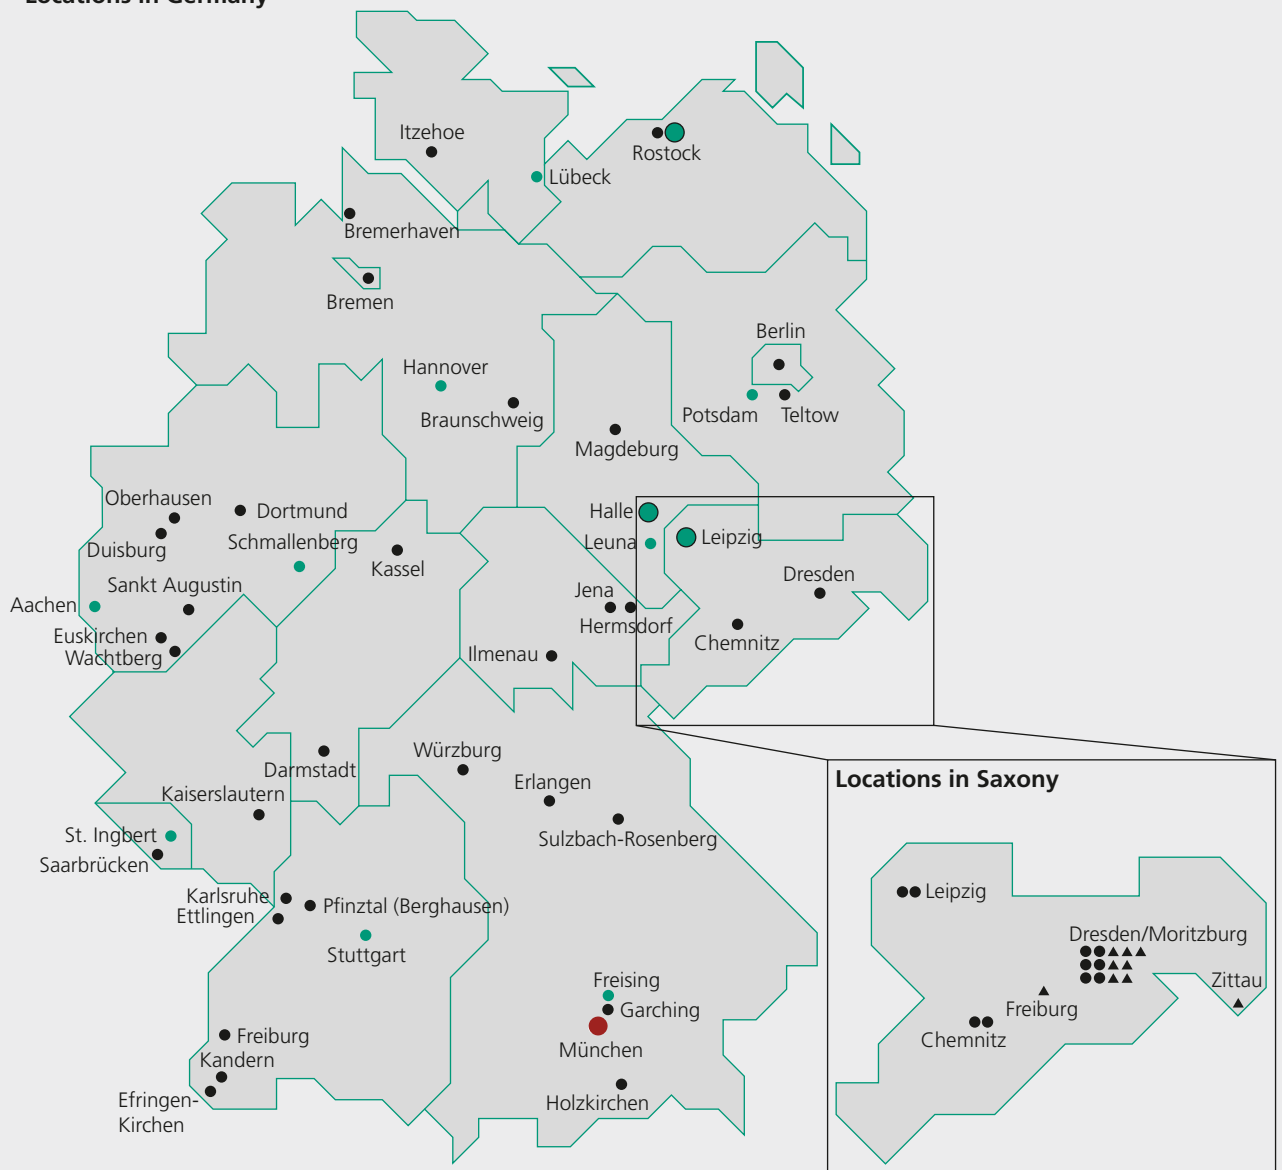 Locations in Germany
Itzehoe
Rostock
Lübeck
Bremerhaven
Bremen
Berlin
Hannover
Potsdam
Teltow
Braunschweig
Magdeburg
Oberhausen
Dortmund
Halle
Duisburg
Schmallenberg
Leuna
Leipzig
Kassel
Dresden
Sankt Augustin
Jena
Aachen
Hermsdorf
Euskirchen
Chemnitz
Wachtberg
Ilmenau
Würzburg
Darmstadt
Erlangen
Kaiserslautern
St. Ingbert
Sulzbach-Rosenberg
Saarbrücken
Karlsruhe
Pfinztal (Berghausen)
Ettlingen
Stuttgart
Freising
Garching
Freiburg
München
Kandern
Efringen-
Kirchen
Holzkirchen
Locations in Saxony
Leipzig
Dresden/Moritzburg
Zittau
Freiburg
Chemnitz